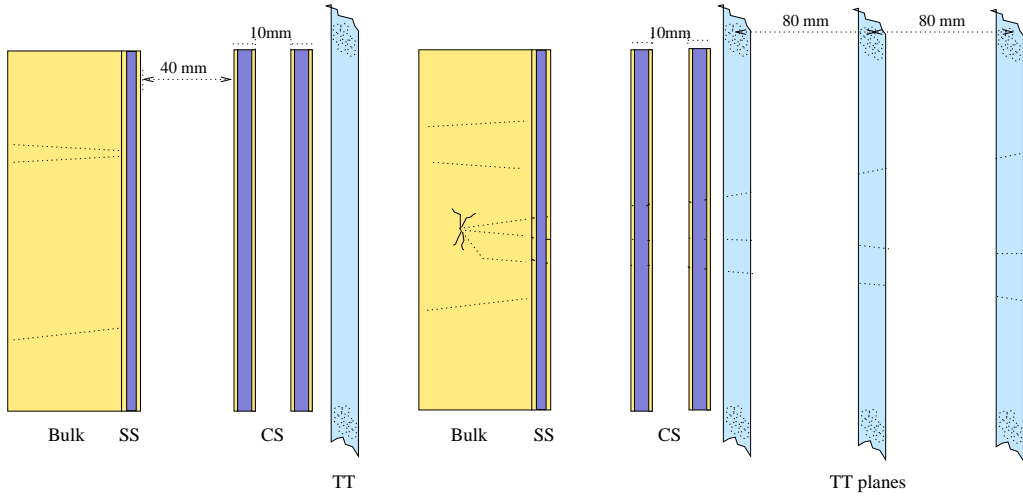 10mm
10mm
80 mm
80 mm
40 mm
Bulk
SS
CS
Bulk
SS
CS
TT
TT planes